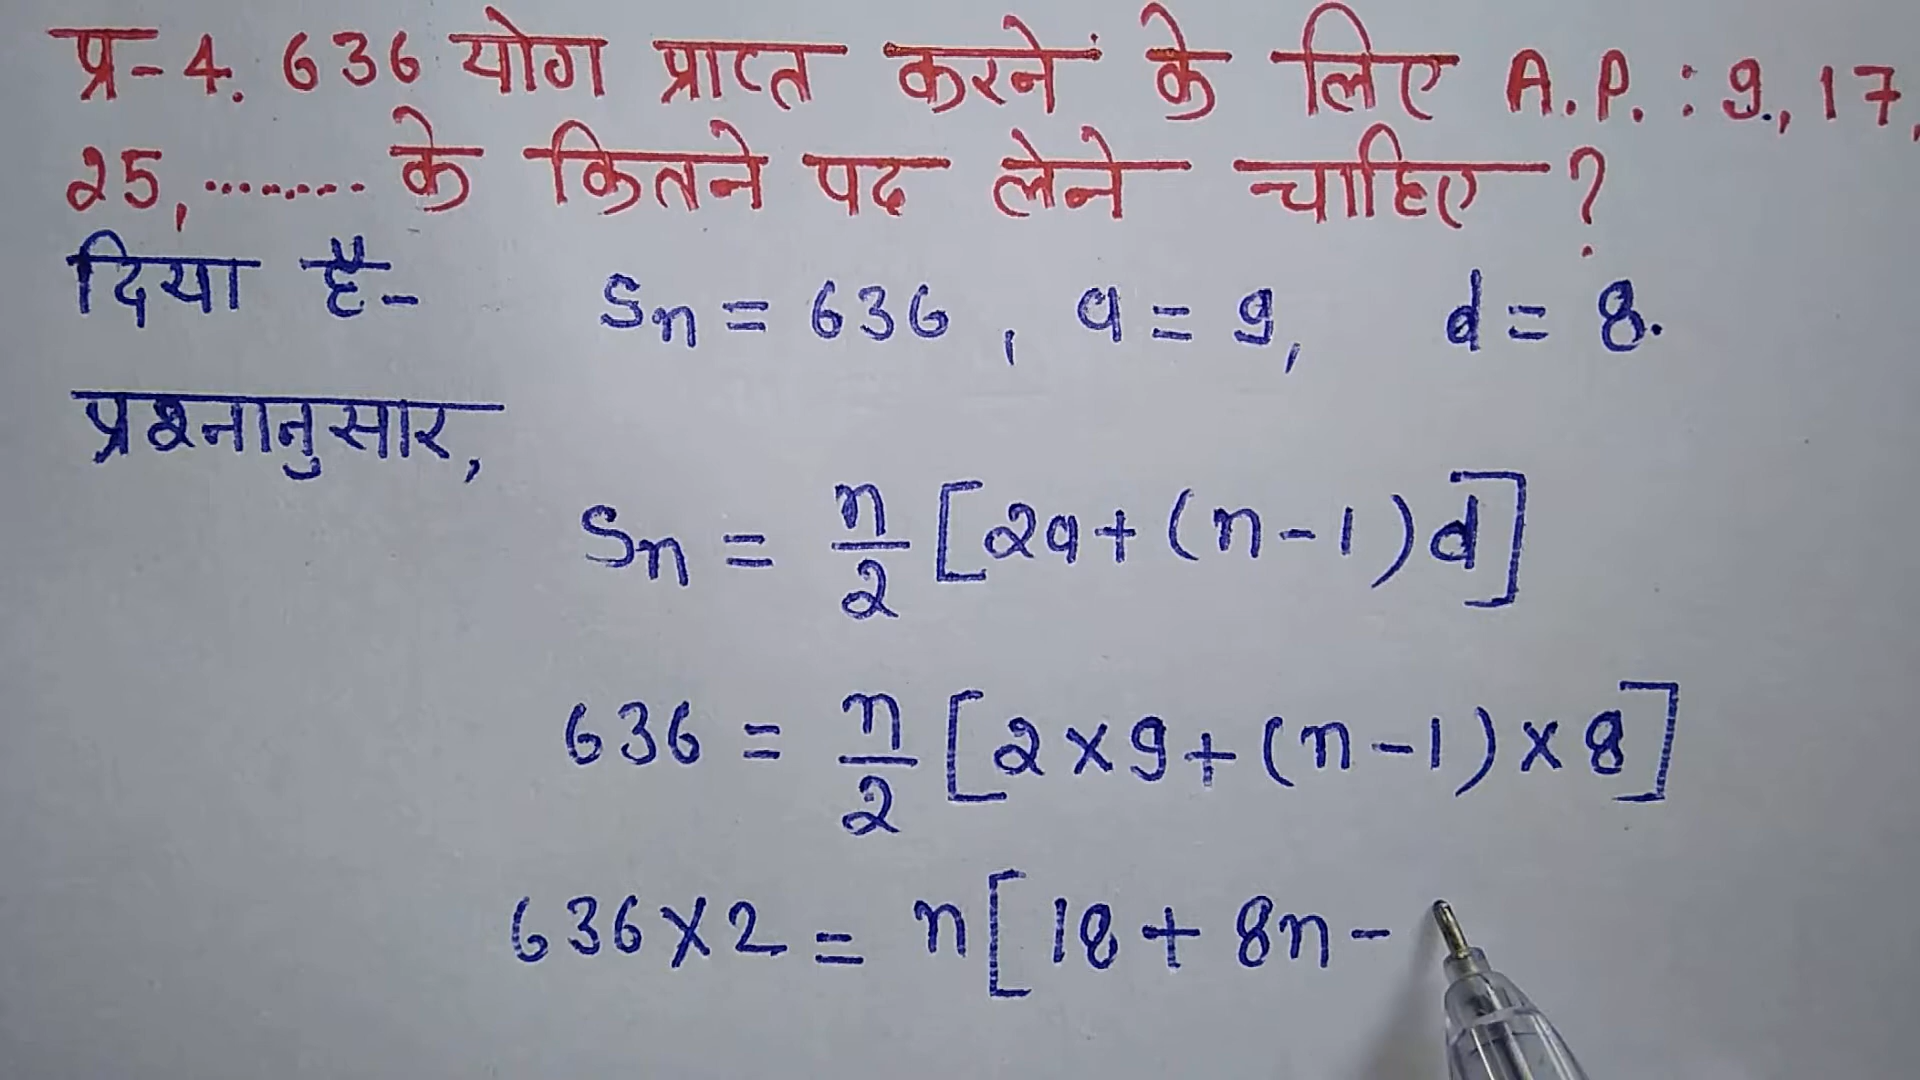 प्र-4. 636 योग प्राप्त करनें के लिए A.P. : 9, 17,
25, ........ के कितने पद लेने चाहिए ?
दिया है- Sn = 636 , a = 9, d = 8.
प्रश्नानुसार,
Sn = n/2 [2a+(n-1)d]
636 = n/2 [2×9+(n-1)×8]
636×2 = n[18+8n-